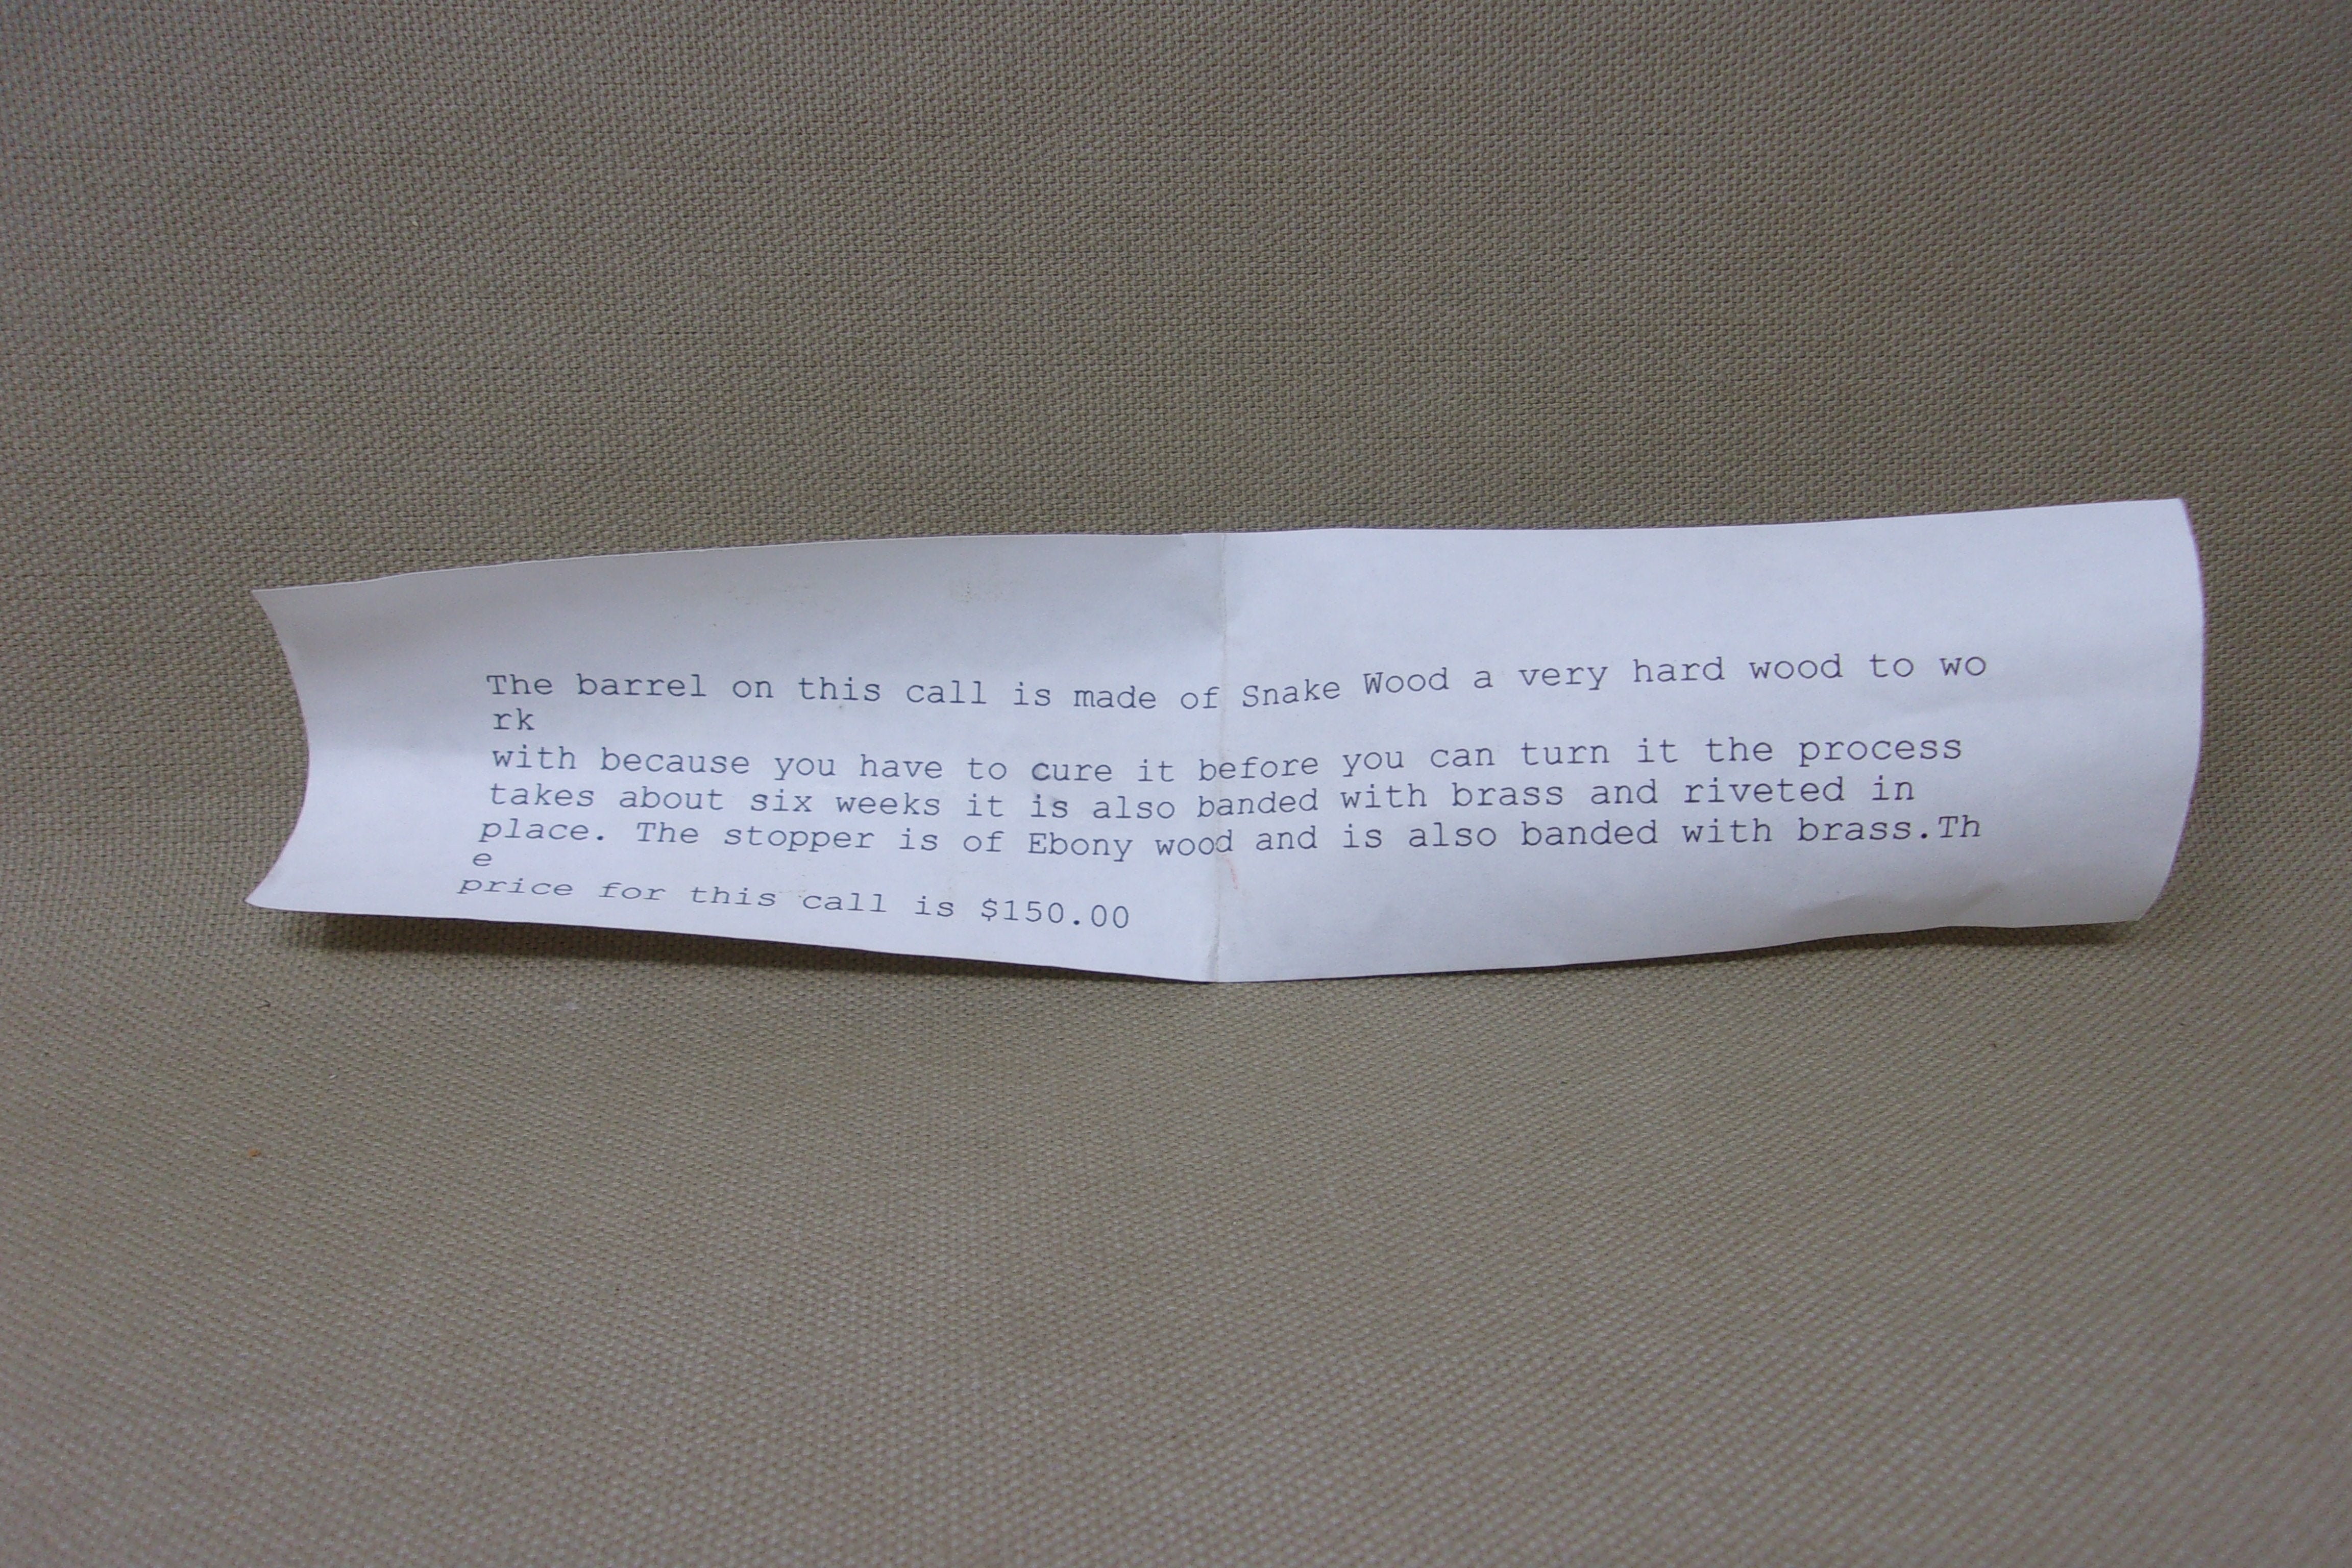 The barrel on this call is made of Snake Wood a very hard wood to wo
rk
with because you have to cure it before you can turn it the process
takes about six weeks it is also banded with brass and riveted in
place. The stopper is of Ebony wood and is also banded with brass.Th
e
price for this call is $150.00